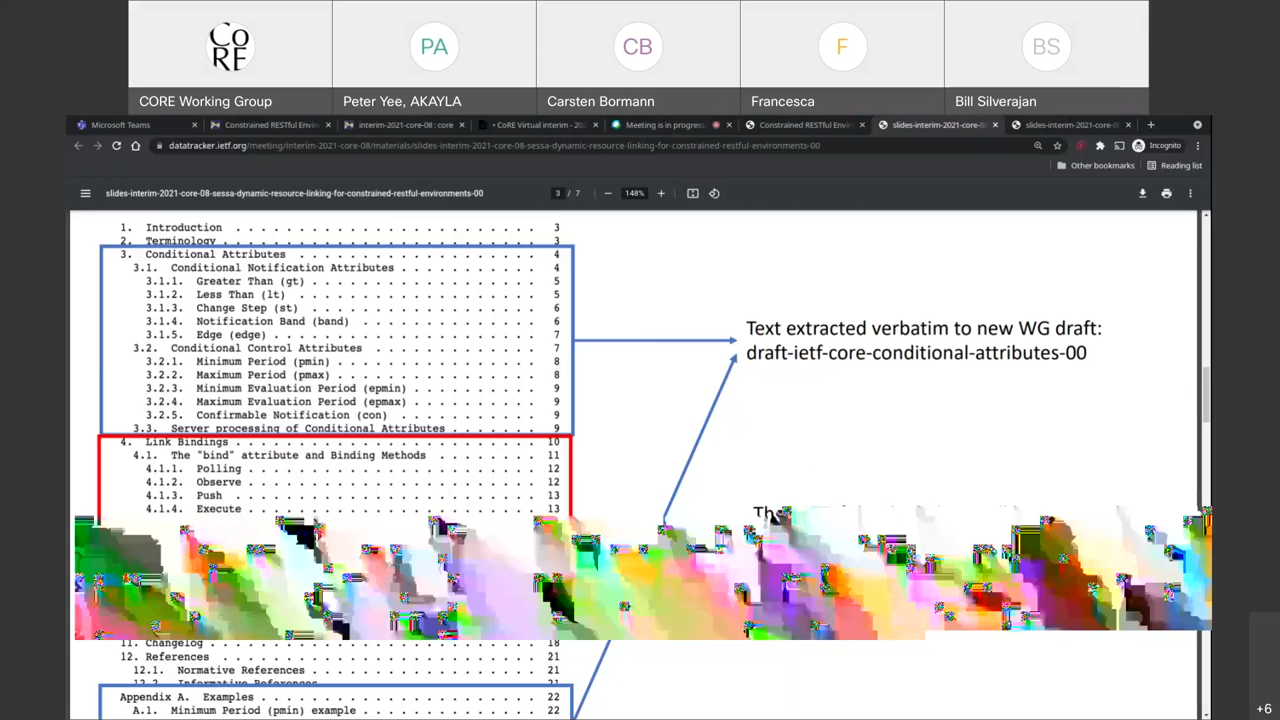 CO
RE
PA
CB
F
BS
CORE Working Group
Peter Yee, AKAYLA
Carsten Bormann
Francesca
Bill Silverajan
Microsoft Teams
Constrained RESTful Envi
interim-2021-core-08 : core
• CoRE Virtual interim - 202
Meeting is in progress
Constrained RESTful Envi
slides-interim-2021-core-0
slides-interim-2021-core-0
datatracker.ietf.org/meeting/interim-2021-core-08/materials/slides-interim-2021-core-08-sessa-dynamic-resource-linking-for-constrained-restful-environments-00
Incognito
Other bookmarks
Reading list
slides-interim-2021-core-08-sessa-dynamic-resource-linking-for-constrained-restful-environments-00
3 / 7
148%
1. Introduction . . . . . . . . . . . . . . . . . . . . . . . . 3
2. Terminology . . . . . . . . . . . . . . . . . . . . . . . . 3
3. Conditional Attributes . . . . . . . . . . . . . . . . . . . 4
3.1. Conditional Notification Attributes . . . . . . . . . . . 4
3.1.1. Greater Than (gt) . . . . . . . . . . . . . . . . . . 5
3.1.2. Less Than (lt) . . . . . . . . . . . . . . . . . . . 5
3.1.3. Change Step (st) . . . . . . . . . . . . . . . . . . 6
3.1.4. Notification Band (band) . . . . . . . . . . . . . . 6
3.1.5. Edge (edge) . . . . . . . . . . . . . . . . . . . . . 7
3.2. Conditional Control Attributes . . . . . . . . . . . . . 7
3.2.1. Minimum Period (pmin) . . . . . . . . . . . . . . . . 8
3.2.2. Maximum Period (pmax) . . . . . . . . . . . . . . . . 8
3.2.3. Minimum Evaluation Period (epmin) . . . . . . . . . . 9
3.2.4. Maximum Evaluation Period (epmax) . . . . . . . . . . 9
3.2.5. Confirmable Notification (con) . . . . . . . . . . . 9
3.3. Server processing of Conditional Attributes . . . . . . . 9
4. Link Bindings . . . . . . . . . . . . . . . . . . . . . . . 10
4.1. The "bind" attribute and Binding Methods . . . . . . . . 11
4.1.1. Polling . . . . . . . . . . . . . . . . . . . . . . . 12
4.1.2. Observe . . . . . . . . . . . . . . . . . . . . . . . 12
4.1.3. Push . . . . . . . . . . . . . . . . . . . . . . . . 13
4.1.4. Execute . . . . . . . . . . . . . . . . . . . . . . . 13
Text extracted verbatim to new WG draft:
draft-ietf-core-conditional-attributes-00
11. Changelog . . . . . . . . . . . . . . . . . . . . . . . . . 18
12. References . . . . . . . . . . . . . . . . . . . . . . . . . 21
12.1. Normative References . . . . . . . . . . . . . . . . . . 21
12.2. Informative References . . . . . . . . . . . . . . . . . 21
Appendix A. Examples . . . . . . . . . . . . . . . . . . . . . . 22
A.1. Minimum Period (pmin) example . . . . . . . . . . . . . . 22
+6